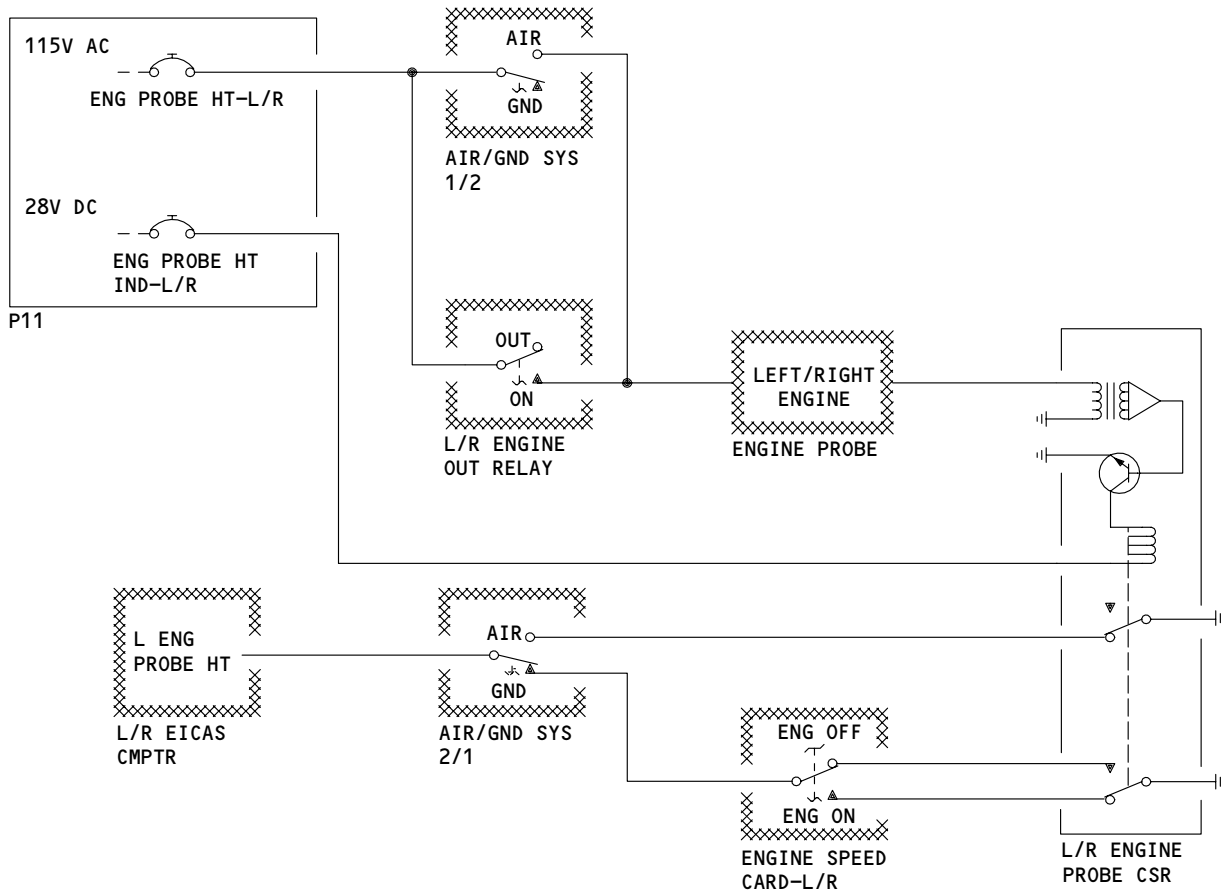 115V AC
ENG PROBE HT-L/R
28V DC
ENG PROBE HT
IND-L/R
P11
AIR
GND
AIR/GND SYS
1/2
OUT
ON
L/R ENGINE
OUT RELAY
LEFT/RIGHT
ENGINE
ENGINE PROBE
L ENG
PROBE HT
L/R EICAS
CMPTR
AIR
GND
AIR/GND SYS
2/1
ENG OFF
ENG ON
ENGINE SPEED
CARD-L/R
L/R ENGINE
PROBE CSR